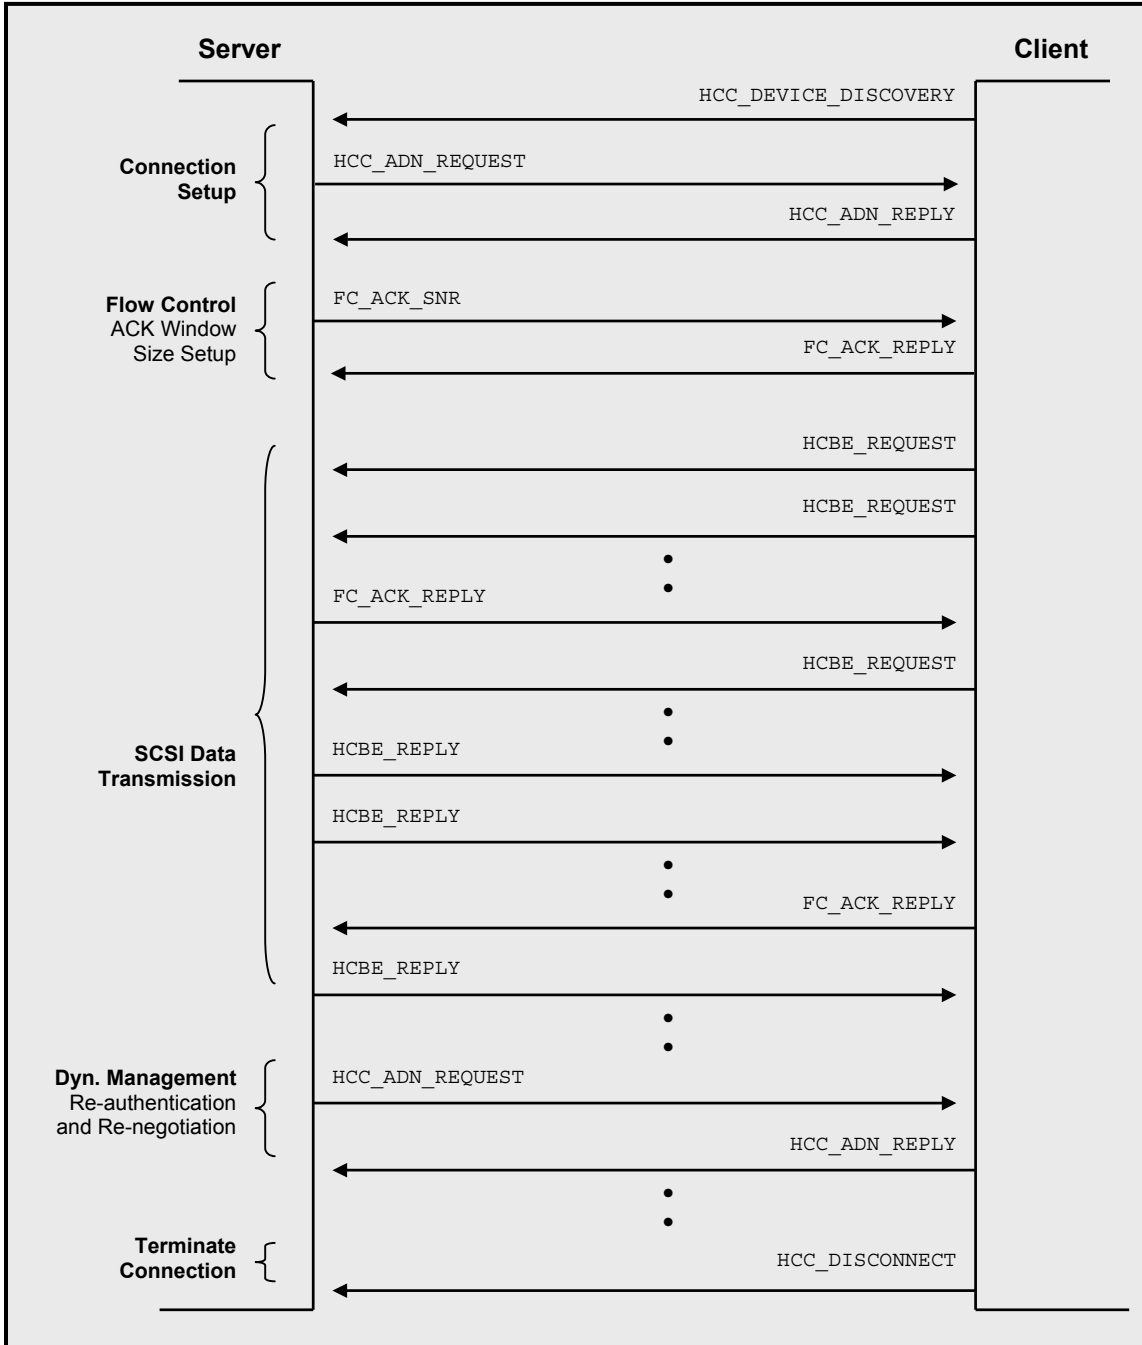 Server
Client
HCC_DEVICE_DISCOVERY
Connection
Setup
HCC_ADN_REQUEST
HCC_ADN_REPLY
Flow Control
ACK Window
Size Setup
FC_ACK_SNR
FC_ACK_REPLY
HCBE_REQUEST
HCBE_REQUEST
FC_ACK_REPLY
HCBE_REQUEST
SCSI Data
Transmission
HCBE_REPLY
HCBE_REPLY
FC_ACK_REPLY
HCBE_REPLY
Dyn. Management
Re-authentication
and Re-negotiation
HCC_ADN_REQUEST
HCC_ADN_REPLY
Terminate
Connection
HCC_DISCONNECT